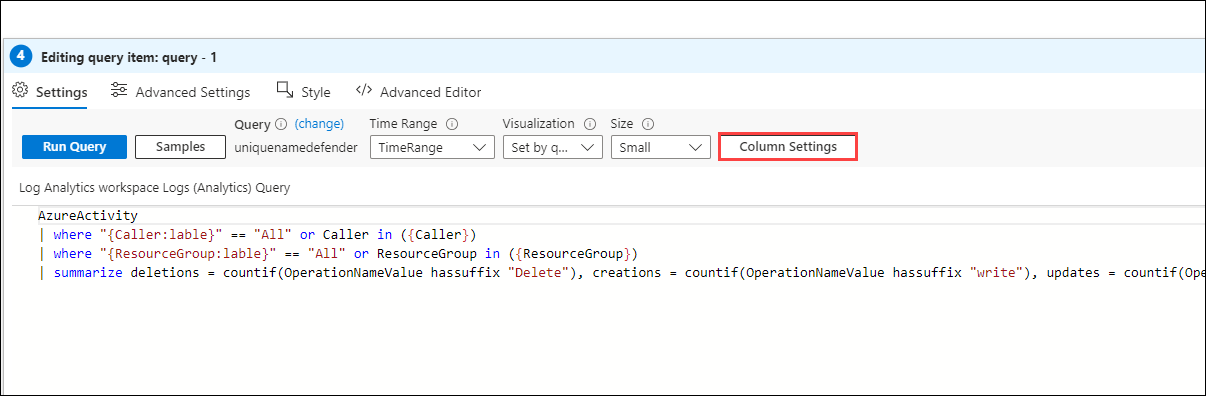 4 Editing query item: query - 1
Settings Advanced Settings Style </> Advanced Editor
Query (change) Time Range Visualization Size
Run Query Samples uniquenamedefender TimeRange Set by q... Small Column Settings
Log Analytics workspace Logs (Analytics) Query
AzureActivity
| where "{Caller:lable}" == "All" or Caller in ({Caller})
| where "{ResourceGroup:lable}" == "All" or ResourceGroup in ({ResourceGroup})
| summarize deletions = countif(OperationNameValue hassuffix "Delete"), creations = countif(OperationNameValue hassuffix "write"), updates = countif(Ope